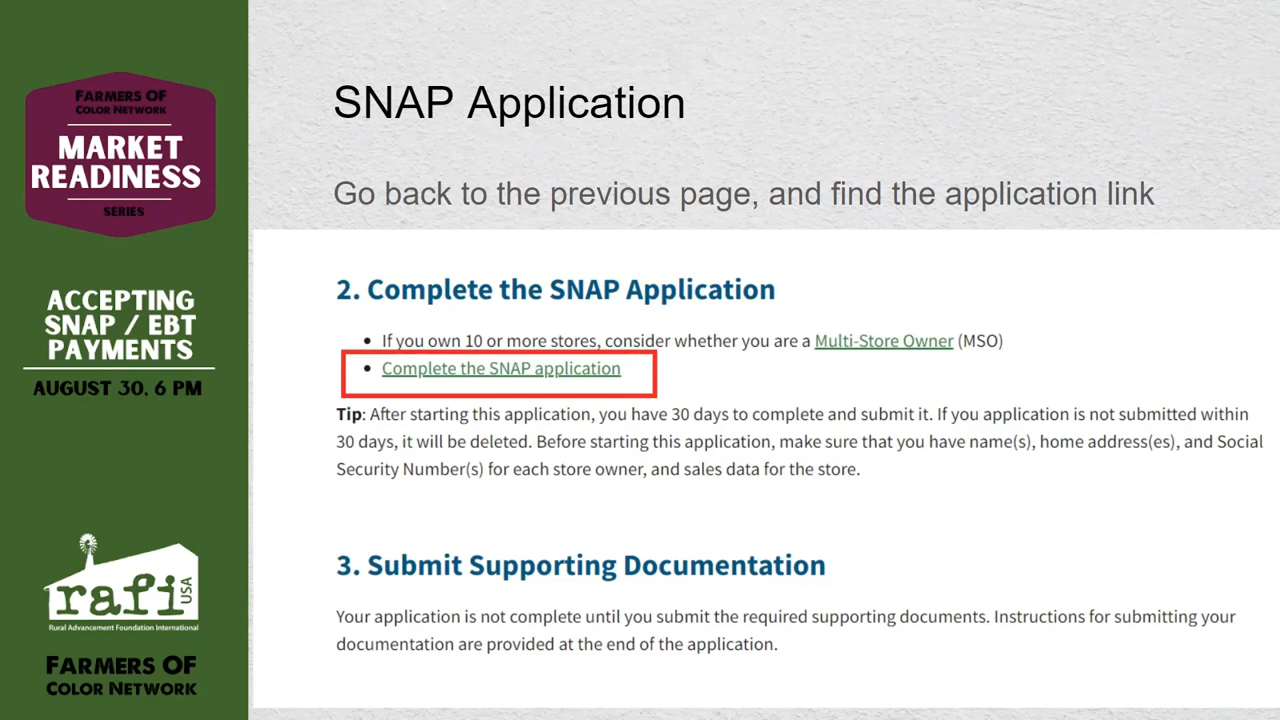 FARMERS OF
COLOR NETWORK
MARKET
READINESS
SERIES
ACCEPTING
SNAP / EBT
PAYMENTS
AUGUST 30, 6 PM
rafi USA
Rural Advancement Foundation International
FARMERS OF
COLOR NETWORK
SNAP Application
Go back to the previous page, and find the application link
2. Complete the SNAP Application
• If you own 10 or more stores, consider whether you are a Multi-Store Owner (MSO)
• Complete the SNAP application
Tip: After starting this application, you have 30 days to complete and submit it. If you application is not submitted within
30 days, it will be deleted. Before starting this application, make sure that you have name(s), home address(es), and Social
Security Number(s) for each store owner, and sales data for the store.
3. Submit Supporting Documentation
Your application is not complete until you submit the required supporting documents. Instructions for submitting your
documentation are provided at the end of the application.